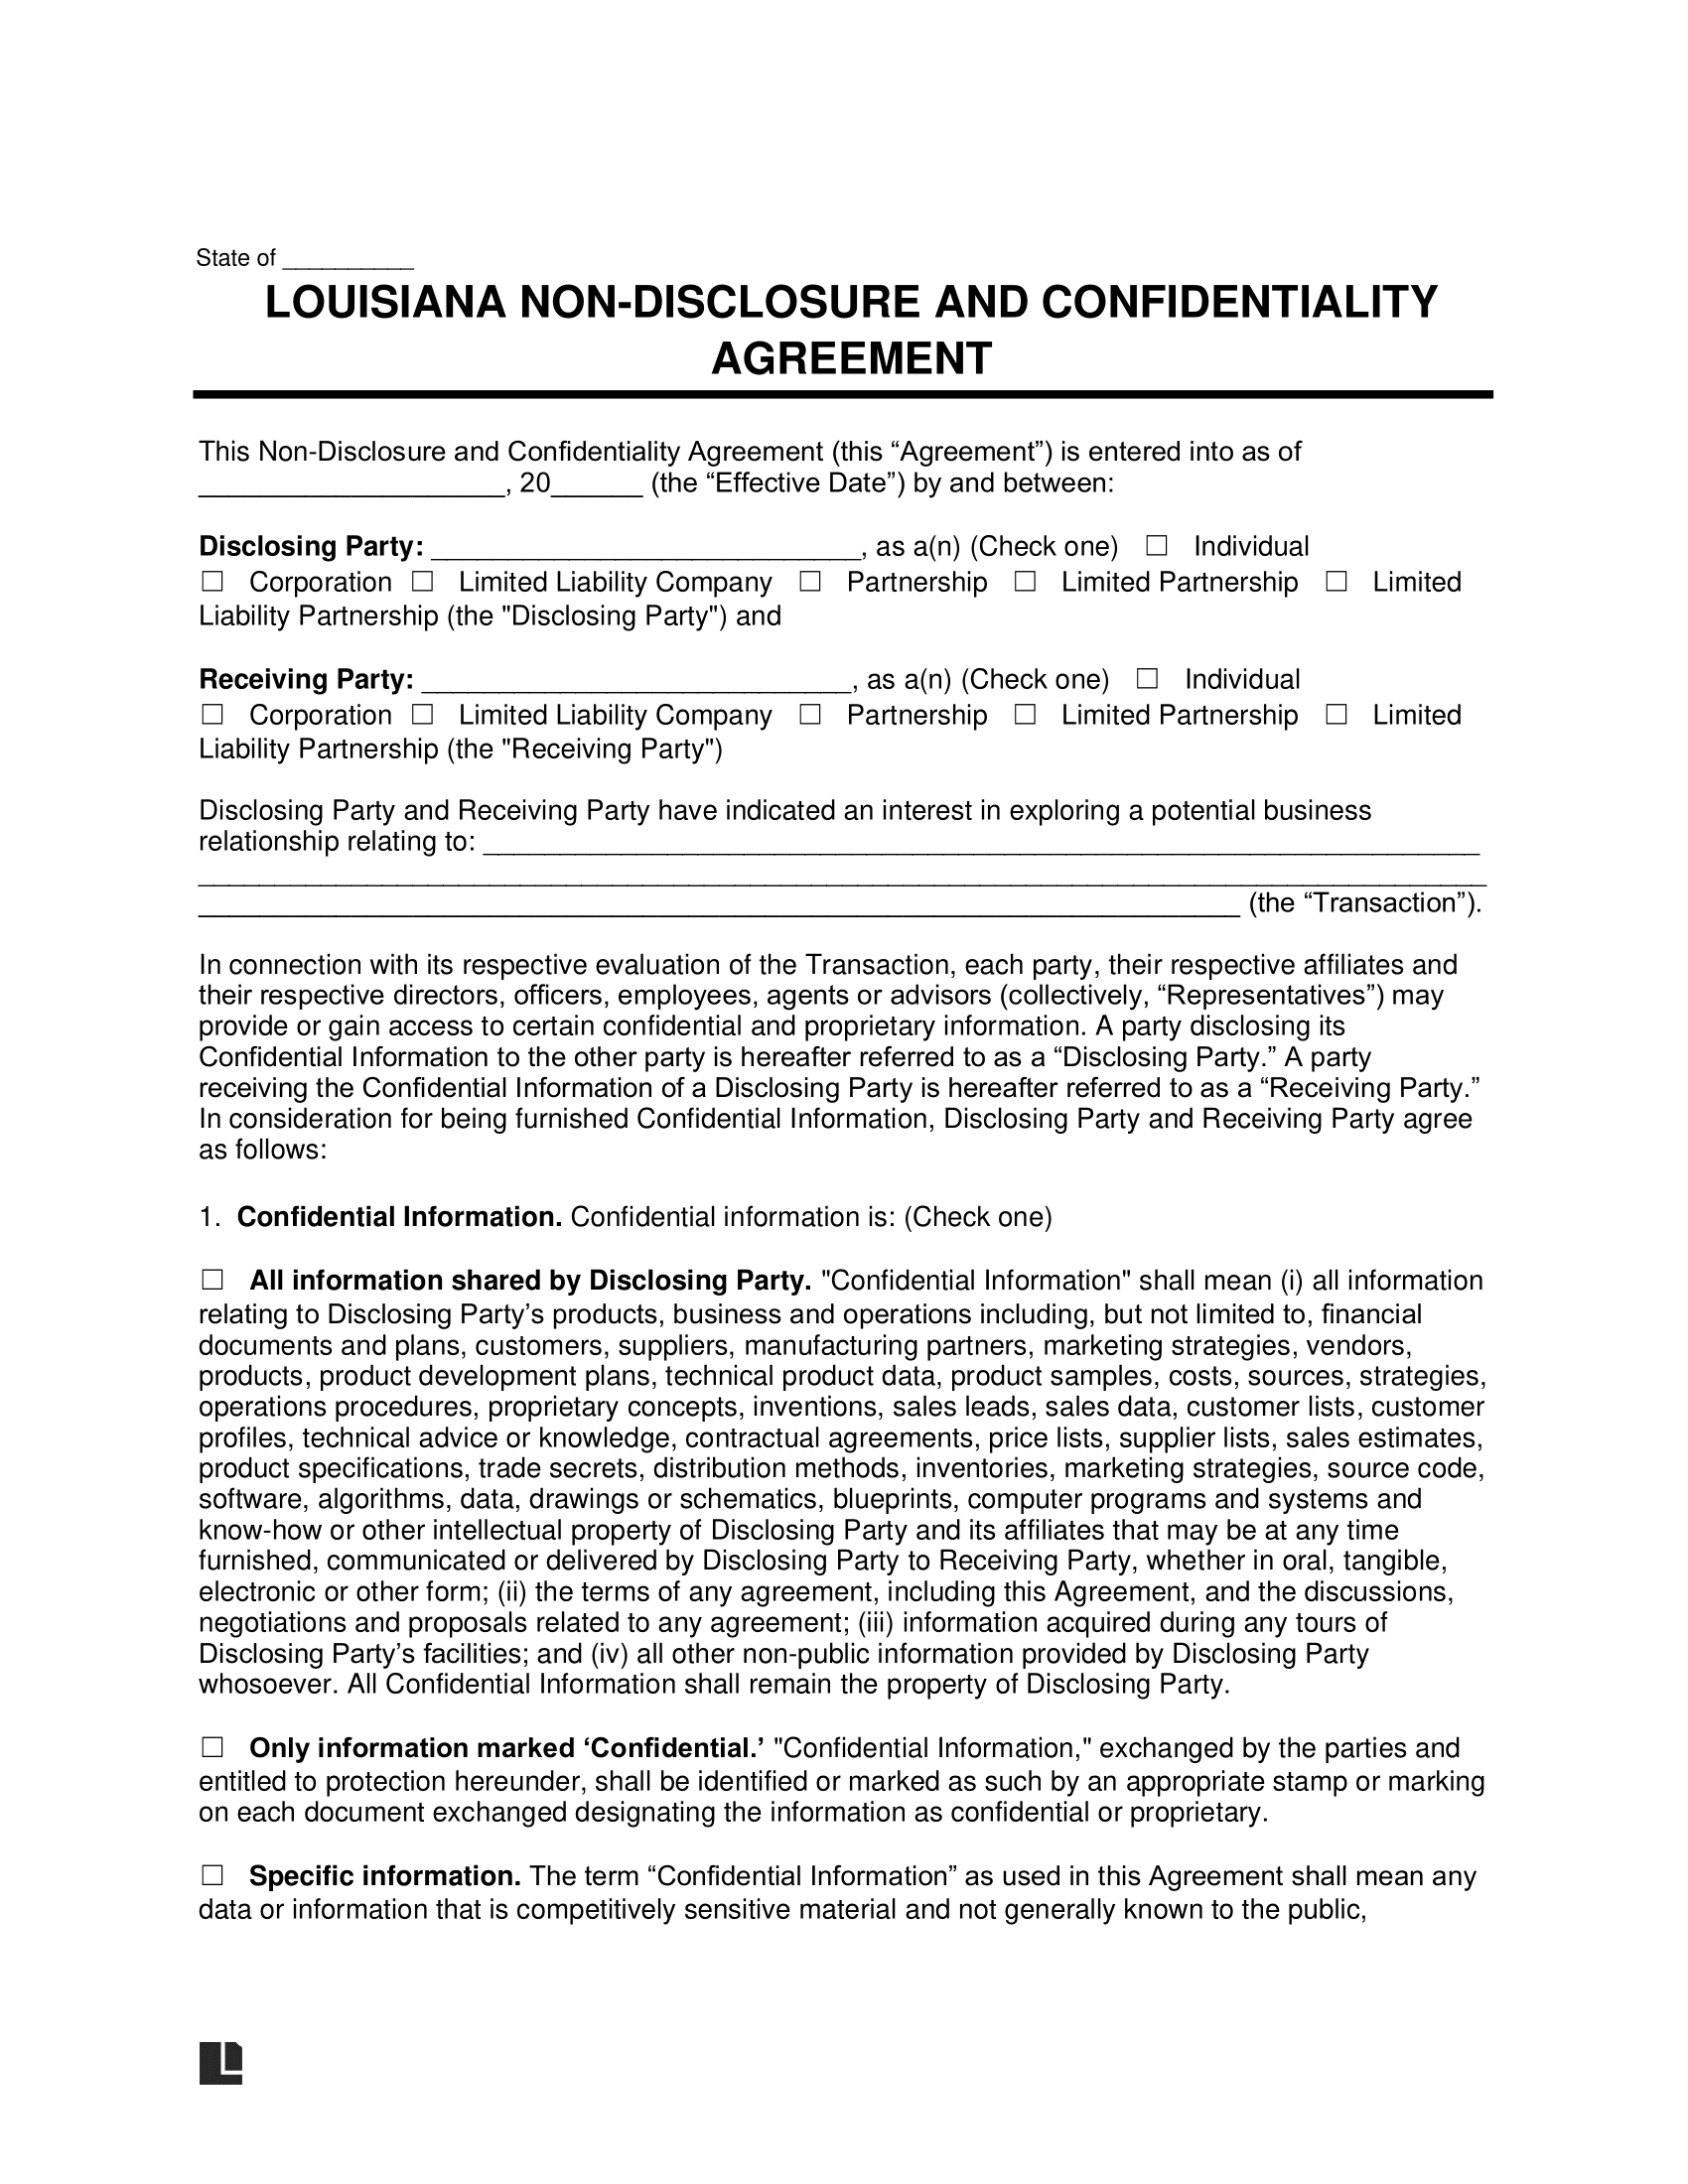 State of __________
LOUISIANA NON-DISCLOSURE AND CONFIDENTIALITY
AGREEMENT
This Non-Disclosure and Confidentiality Agreement (this “Agreement”) is entered into as of
____________________, 20______ (the “Effective Date”) by and between:
Disclosing Party: ____________________________, as a(n) (Check one) ☐ Individual
☐ Corporation ☐ Limited Liability Company ☐ Partnership ☐ Limited Partnership ☐ Limited
Liability Partnership (the "Disclosing Party") and
Receiving Party: ____________________________, as a(n) (Check one) ☐ Individual
☐ Corporation ☐ Limited Liability Company ☐ Partnership ☐ Limited Partnership ☐ Limited
Liability Partnership (the "Receiving Party")
Disclosing Party and Receiving Party have indicated an interest in exploring a potential business
relationship relating to: _________________________________________________________________
____________________________________________________________________________________
____________________________________________________________________ (the “Transaction”).
In connection with its respective evaluation of the Transaction, each party, their respective affiliates and
their respective directors, officers, employees, agents or advisors (collectively, “Representatives”) may
provide or gain access to certain confidential and proprietary information. A party disclosing its
Confidential Information to the other party is hereafter referred to as a “Disclosing Party.” A party
receiving the Confidential Information of a Disclosing Party is hereafter referred to as a “Receiving Party.”
In consideration for being furnished Confidential Information, Disclosing Party and Receiving Party agree
as follows:
1. Confidential Information. Confidential information is: (Check one)
☐ All information shared by Disclosing Party. "Confidential Information" shall mean (i) all information
relating to Disclosing Party’s products, business and operations including, but not limited to, financial
documents and plans, customers, suppliers, manufacturing partners, marketing strategies, vendors,
products, product development plans, technical product data, product samples, costs, sources, strategies,
operations procedures, proprietary concepts, inventions, sales leads, sales data, customer lists, customer
profiles, technical advice or knowledge, contractual agreements, price lists, supplier lists, sales estimates,
product specifications, trade secrets, distribution methods, inventories, marketing strategies, source code,
software, algorithms, data, drawings or schematics, blueprints, computer programs and systems and
know-how or other intellectual property of Disclosing Party and its affiliates that may be at any time
furnished, communicated or delivered by Disclosing Party to Receiving Party, whether in oral, tangible,
electronic or other form; (ii) the terms of any agreement, including this Agreement, and the discussions,
negotiations and proposals related to any agreement; (iii) information acquired during any tours of
Disclosing Party’s facilities; and (iv) all other non-public information provided by Disclosing Party
whosoever. All Confidential Information shall remain the property of Disclosing Party.
☐ Only information marked ‘Confidential.’ "Confidential Information," exchanged by the parties and
entitled to protection hereunder, shall be identified or marked as such by an appropriate stamp or marking
on each document exchanged designating the information as confidential or proprietary.
☐ Specific information. The term “Confidential Information” as used in this Agreement shall mean any
data or information that is competitively sensitive material and not generally known to the public,